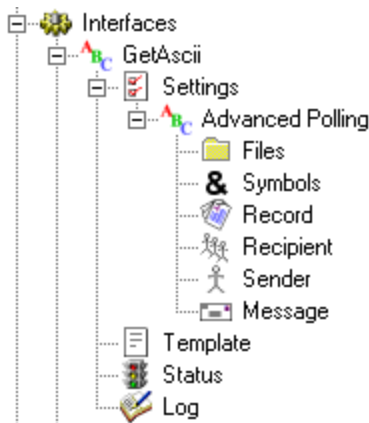 Interfaces
GetAscii
Settings
Advanced Polling
Files
& Symbols
Record
Recipient
Sender
Message
Template
Status
Log